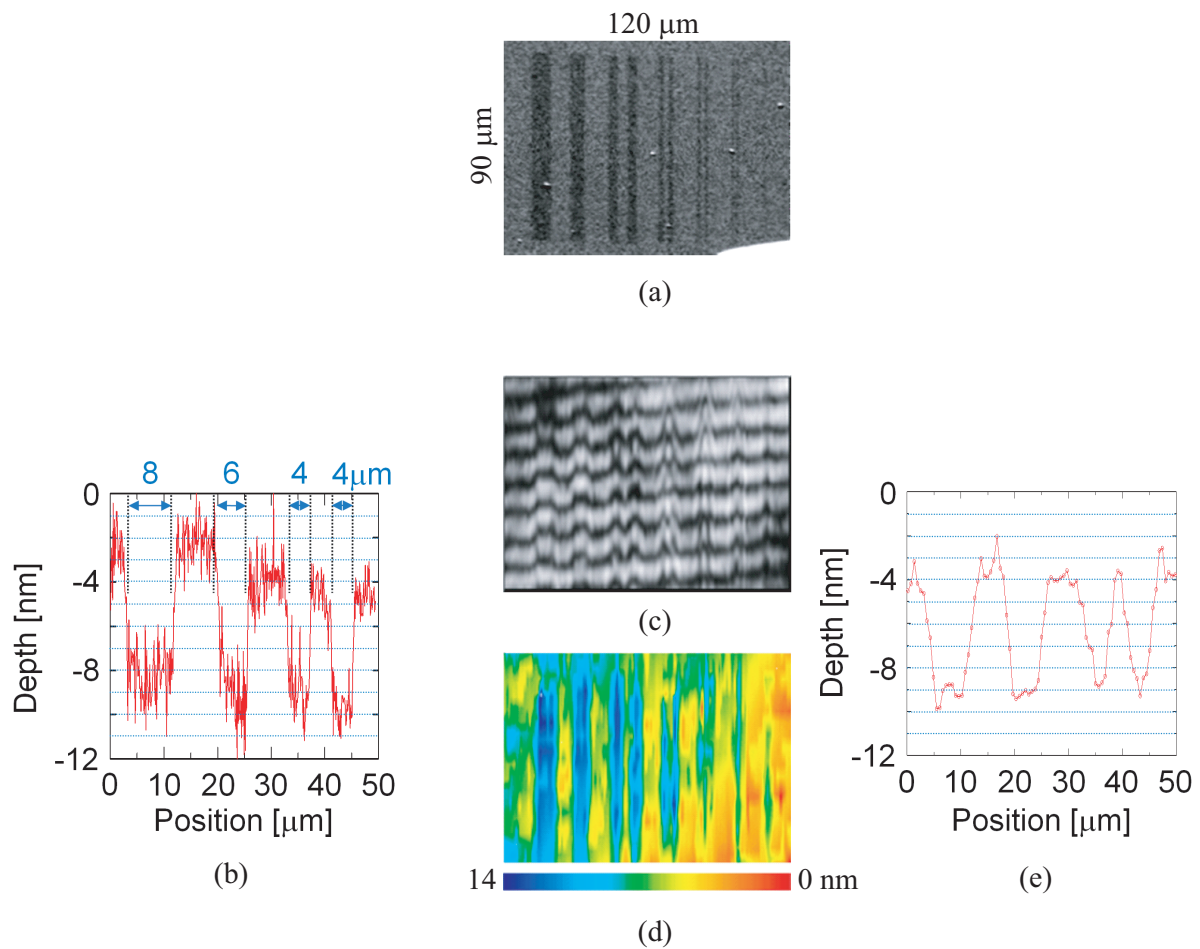 120 μm
90 μm
(a)
8 6 4 4μm
0
-4
-8
-12
Depth [nm]
0 10 20 30 40 50
Position [μm]
(b)
(c)
14 0 nm
(d)
0
-4
-8
-12
Depth [nm]
0 10 20 30 40 50
Position [μm]
(e)